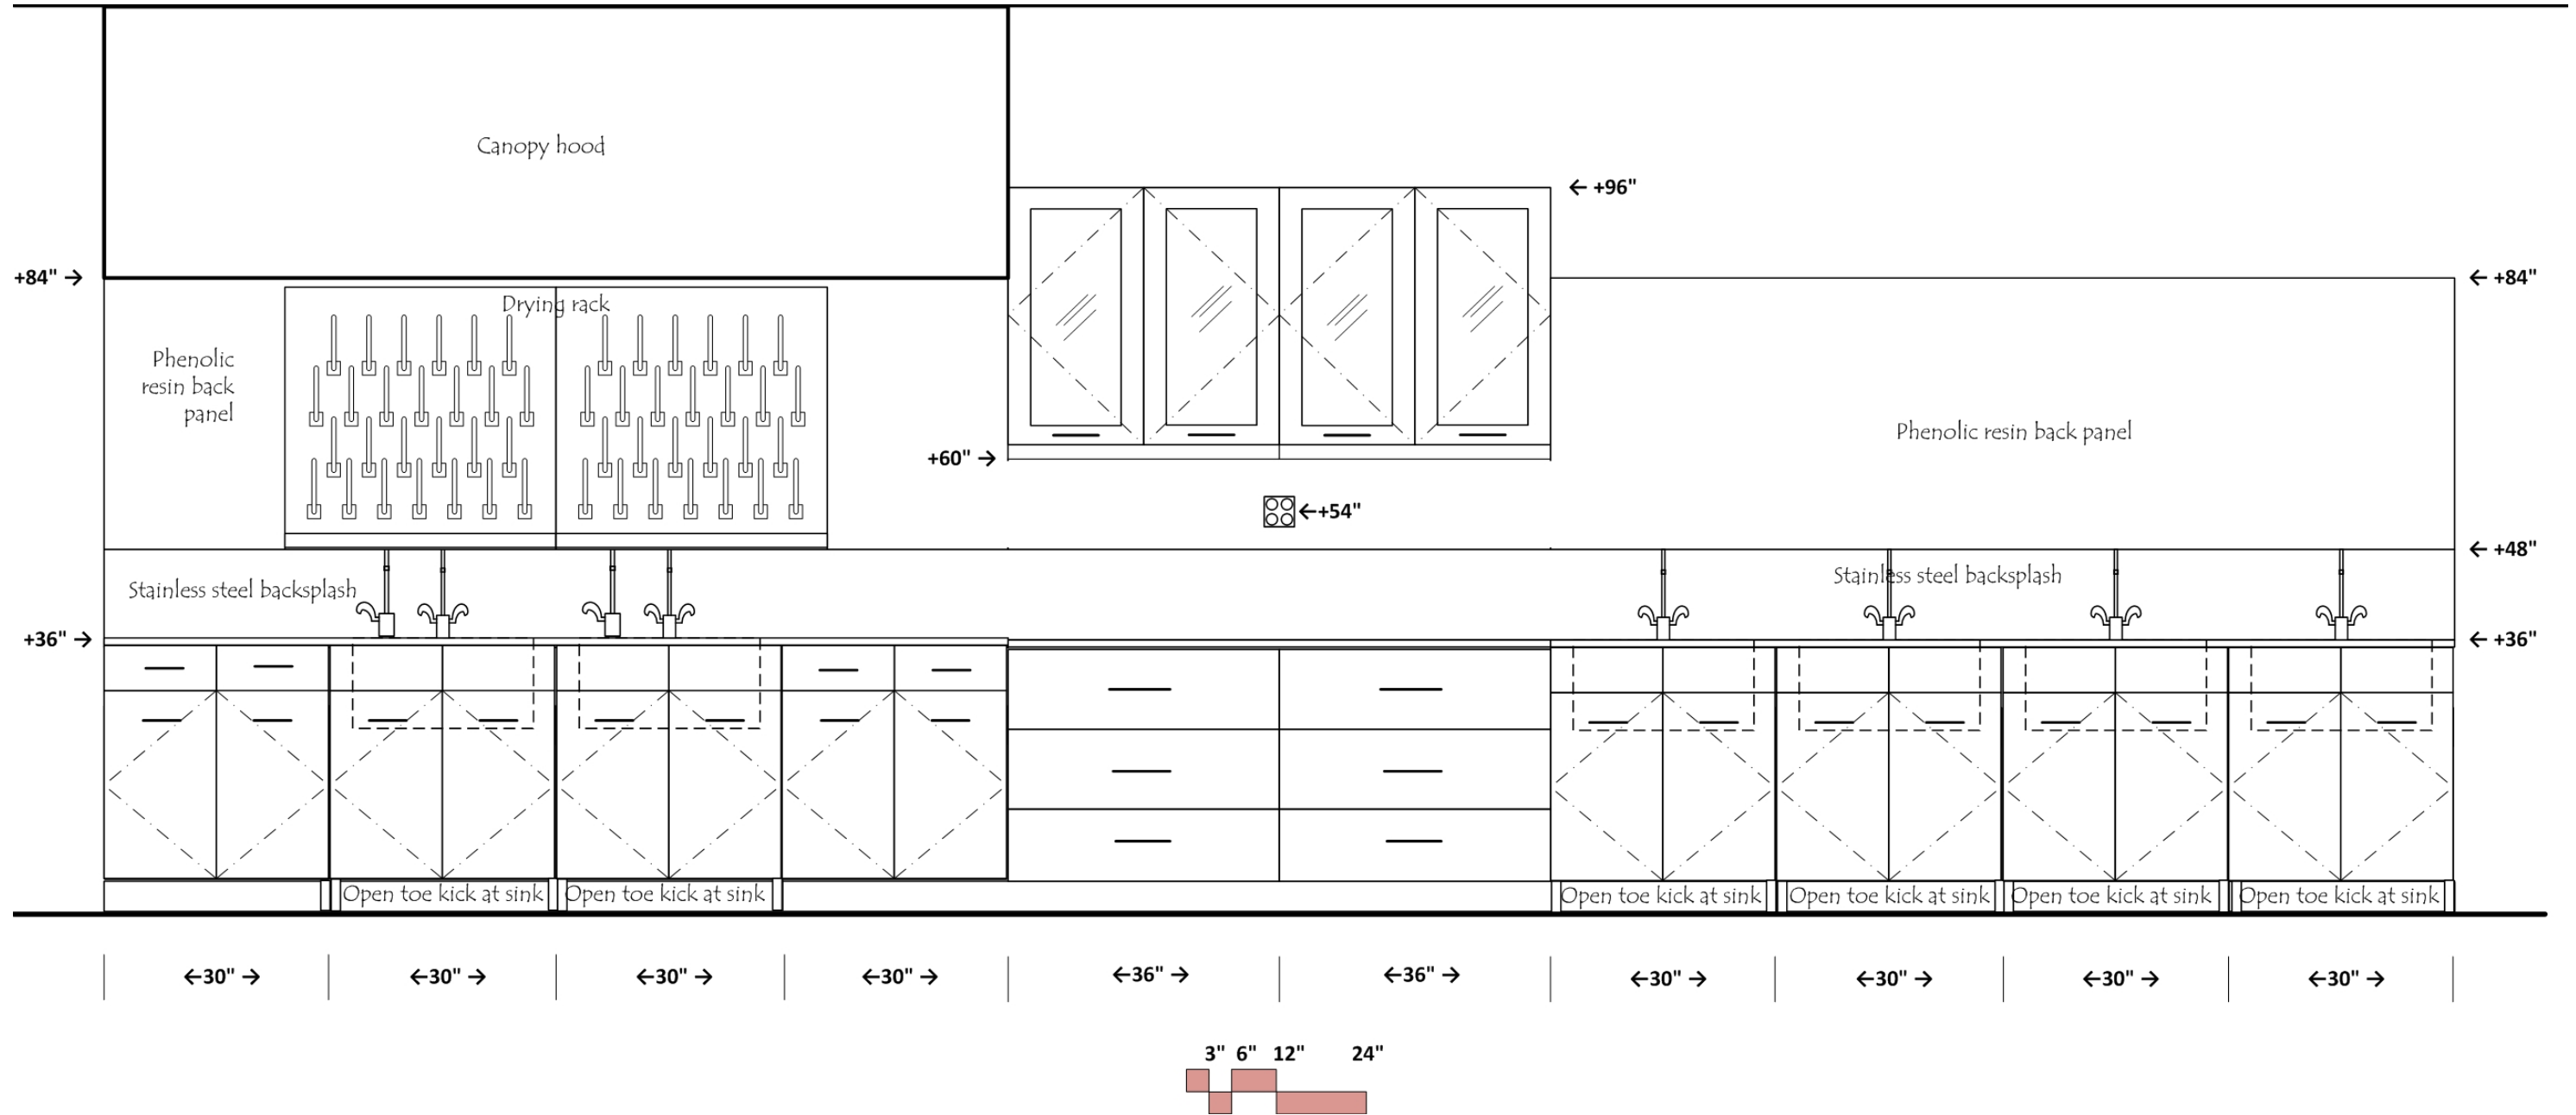 Canopy hood
← +96"
+84" →
← +84"
Drying rack
Phenolic
resin back
panel
Phenolic resin back panel
+60" →
←+54"
← +48"
Stainless steel backsplash
Stainless steel backsplash
+36" →
← +36"
Open toe kick at sink
Open toe kick at sink
Open toe kick at sink
Open toe kick at sink
Open toe kick at sink
Open toe kick at sink
←30" →
←30" →
←30" →
←30" →
←36" →
←36" →
←30" →
←30" →
←30" →
←30" →
3" 6" 12" 24"